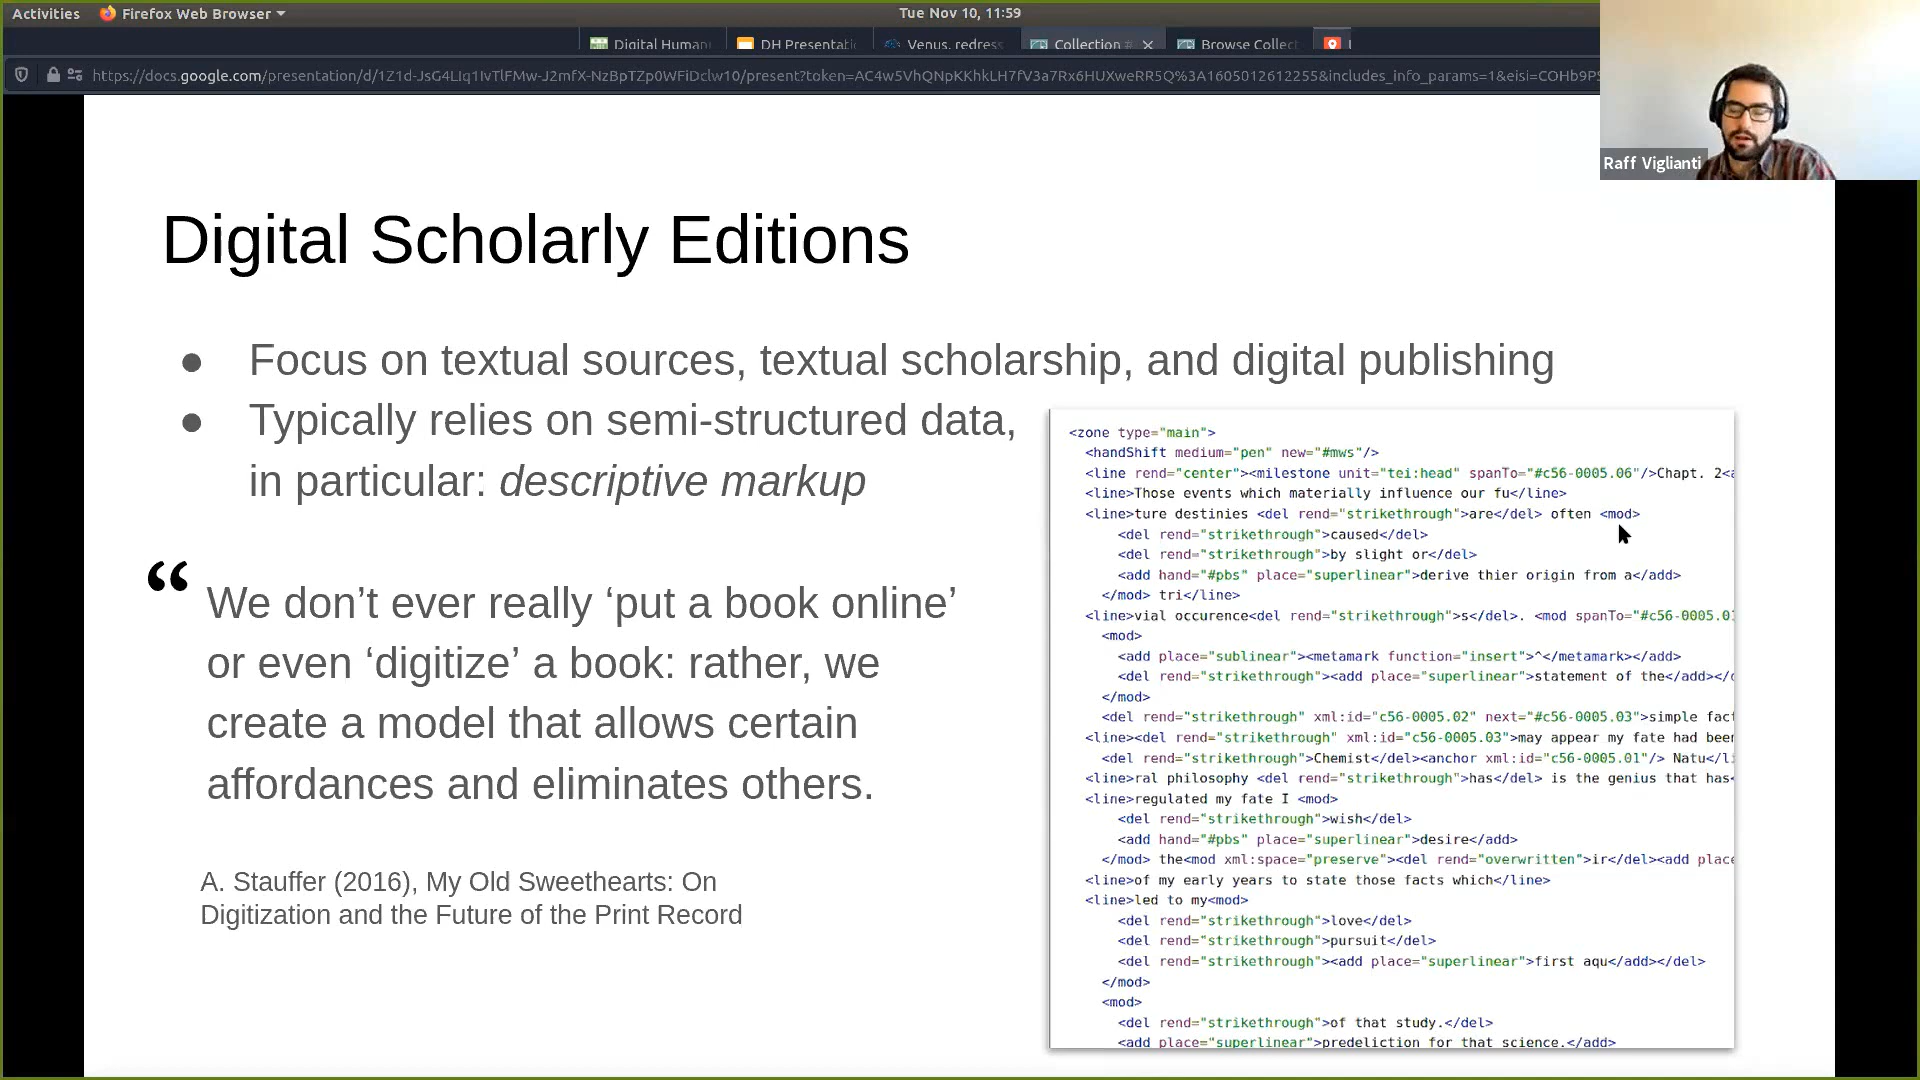 Activities Firefox Web Browser Tue Nov 10, 11:59
Digital Human DH Presentati Venus, redress Collection # Browse Collect
https://docs.google.com/presentation/d/
Raff Viglianti
Digital Scholarly Editions
● Focus on textual sources, textual scholarship, and digital publishing
● Typically relies on semi-structured data,
in particular: descriptive markup
“ We don’t ever really ‘put a book online’
or even ‘digitize’ a book: rather, we
create a model that allows certain
affordances and eliminates others.
A. Stauffer (2016), My Old Sweethearts: On
Digitization and the Future of the Print Record
<zone type="main">
<handShift medium="pen" new="#mws"/>
<line rend="center"><milestone unit="tei:head" spanTo="#c56-0005.06"/>Chapt. 2<
<line>Those events which materially influence our fu</line>
<line>ture destinies <del rend="strikethrough">are</del> often <mod>
<del rend="strikethrough">caused</del>
<del rend="strikethrough">by slight or</del>
<add hand="#pbs" place="superlinear">derive thier origin from a</add>
</mod> tri</line>
<line>vial occurence<del rend="strikethrough">s</del>. <mod spanTo="#c56-0005.01
<mod>
<add place="sublinear"><metamark function="insert">^</metamark></add>
<del rend="strikethrough"><add place="superlinear">statement of the</add></
</mod>
<del rend="strikethrough" xml:id="c56-0005.02" next="#c56-0005.03">simple fac
<line><del rend="strikethrough" xml:id="c56-0005.03">may appear my fate had been
<del rend="strikethrough">Chemist</del><anchor xml:id="c56-0005.01"/> Natu</li
<line>ral philosophy <del rend="strikethrough">has</del> is the genius that has<
<line>regulated my fate I <mod>
<del rend="strikethrough">wish</del>
<add hand="#pbs" place="superlinear">desire</add>
</mod> the<mod xml:space="preserve"><del rend="overwritten">ir</del><add place
<line>of my early years to state those facts which</line>
<line>led to my<mod>
<del rend="strikethrough">love</del>
<del rend="strikethrough">pursuit</del>
<del rend="strikethrough"><add place="superlinear">first aqu</add></del>
</mod>
<mod>
<del rend="strikethrough">of that study.</del>
<add place="superlinear">predeliction for that science.</add>